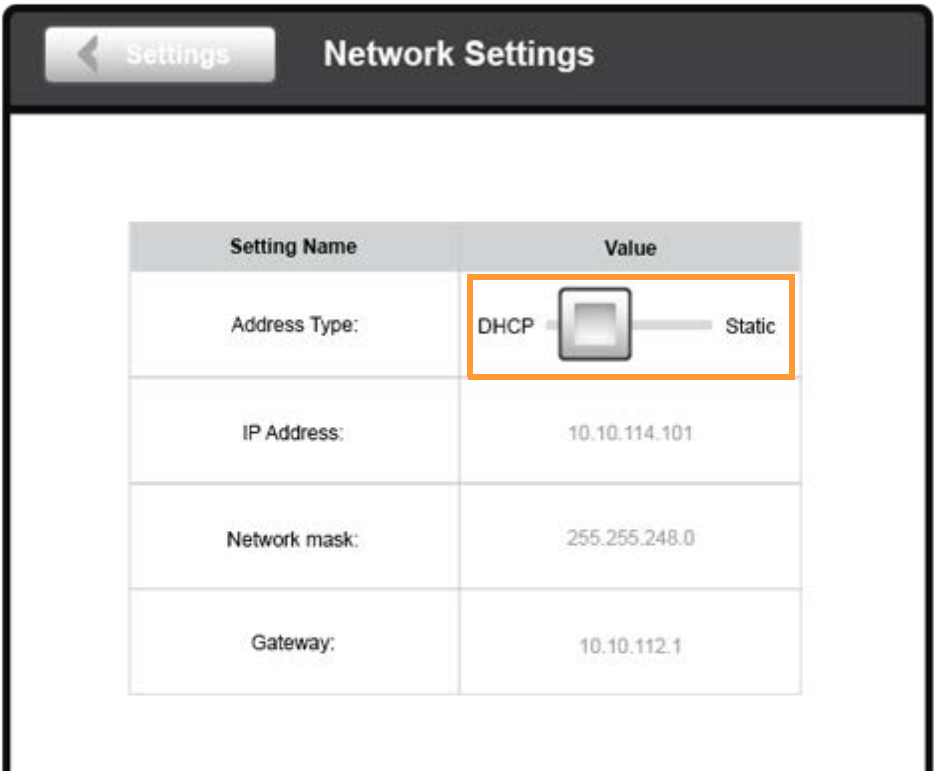 Settings Network Settings
Setting Name Value
Address Type: DHCP Static
IP Address: 10.10.114.101
Network mask: 255.255.248.0
Gateway: 10.10.112.1